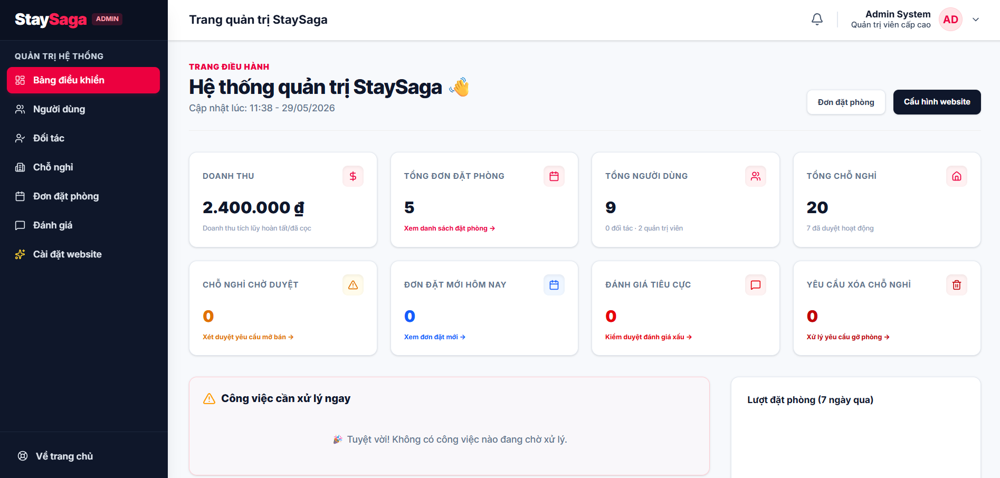 StaySaga ADMIN
QUẢN TRỊ HỆ THỐNG
Bảng điều khiển
Người dùng
Đối tác
Chỗ nghỉ
Đơn đặt phòng
Đánh giá
Cài đặt website
Về trang chủ
Trang quản trị StaySaga
Admin System
Quản trị viên cấp cao
AD
TRANG ĐIỀU HÀNH
Hệ thống quản trị StaySaga 👋
Cập nhật lúc: 11:38 - 29/05/2026
Đơn đặt phòng
Cấu hình website
DOANH THU
2.400.000 ₫
Doanh thu tích lũy hoàn tất/đã cọc
TỔNG ĐƠN ĐẶT PHÒNG
5
Xem danh sách đặt phòng →
TỔNG NGƯỜI DÙNG
9
0 đối tác · 2 quản trị viên
TỔNG CHỖ NGHỈ
20
7 đã duyệt hoạt động
CHỖ NGHỈ CHỜ DUYỆT
0
Xét duyệt yêu cầu mở bán →
ĐƠN ĐẶT MỚI HÔM NAY
0
Xem đơn đặt mới →
ĐÁNH GIÁ TIÊU CỰC
0
Kiểm duyệt đánh giá xấu →
YÊU CẦU XÓA CHỖ NGHỈ
0
Xử lý yêu cầu gỡ phòng →
Công việc cần xử lý ngay
🎉 Tuyệt vời! Không có công việc nào đang chờ xử lý.
Lượt đặt phòng (7 ngày qua)